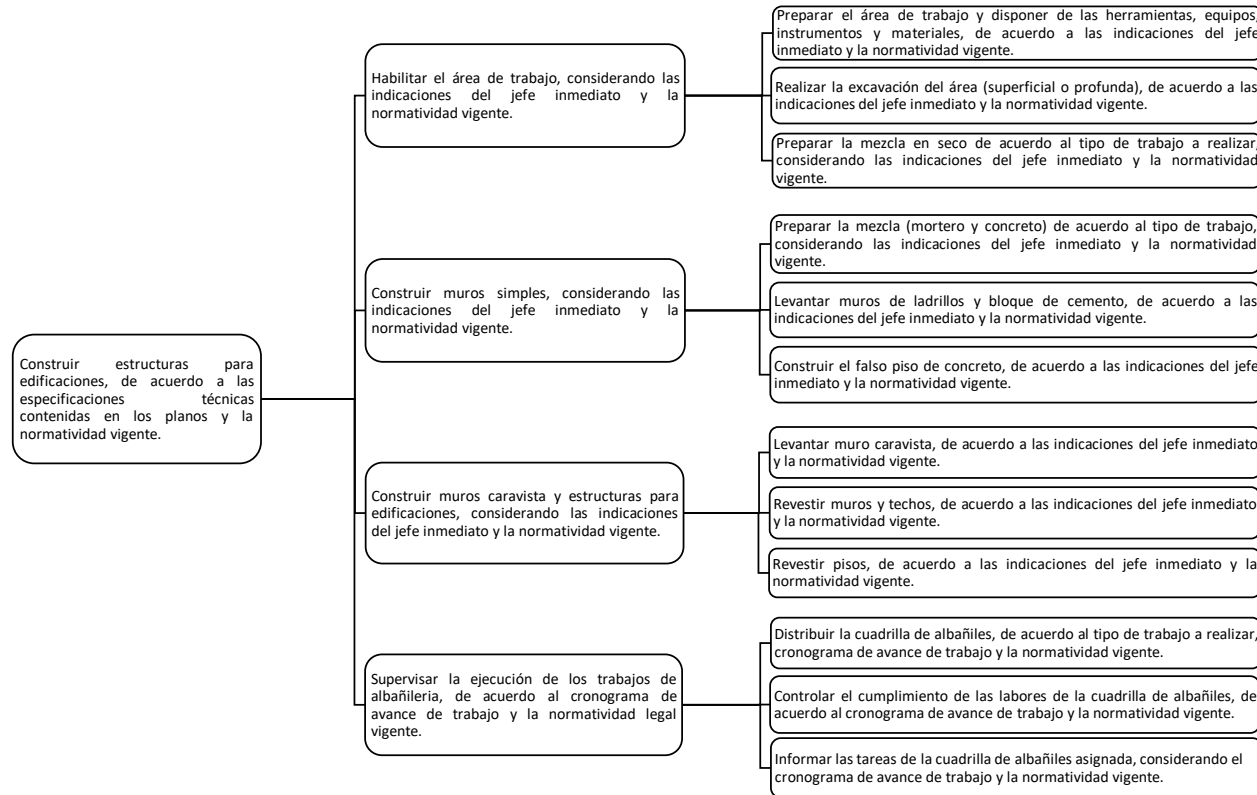 Construir estructuras para
edificaciones, de acuerdo a las
especificaciones técnicas
contenidas en los planos y la
normatividad vigente.
Habilitar el área de trabajo, considerando las
indicaciones del jefe inmediato y la
normatividad vigente.
Preparar el área de trabajo y disponer de las herramientas, equipos,
instrumentos y materiales, de acuerdo a las indicaciones del jefe
inmediato y la normatividad vigente.
Realizar la excavación del área (superficial o profunda), de acuerdo a las
indicaciones del jefe inmediato y la normatividad vigente.
Preparar la mezcla en seco de acuerdo al tipo de trabajo a realizar,
considerando las indicaciones del jefe inmediato y la normatividad
vigente.
Construir muros simples, considerando las
indicaciones del jefe inmediato y la
normatividad vigente.
Preparar la mezcla (mortero y concreto) de acuerdo al tipo de trabajo,
considerando las indicaciones del jefe inmediato y la normatividad
vigente.
Levantar muros de ladrillos y bloque de cemento, de acuerdo a las
indicaciones del jefe inmediato y la normatividad vigente.
Construir el falso piso de concreto, de acuerdo a las indicaciones del jefe
inmediato y la normatividad vigente.
Construir muros caravista y estructuras para
edificaciones, considerando las indicaciones
del jefe inmediato y la normatividad vigente.
Levantar muro caravista, de acuerdo a las indicaciones del jefe inmediato
y la normatividad vigente.
Revestir muros y techos, de acuerdo a las indicaciones del jefe inmediato
y la normatividad vigente.
Revestir pisos, de acuerdo a las indicaciones del jefe inmediato y la
normatividad vigente.
Supervisar la ejecución de los trabajos de
albañileria, de acuerdo al cronograma de
avance de trabajo y la normatividad legal
vigente.
Distribuir la cuadrilla de albañiles, de acuerdo al tipo de trabajo a realizar,
cronograma de avance de trabajo y la normatividad vigente.
Controlar el cumplimiento de las labores de la cuadrilla de albañiles, de
acuerdo al cronograma de avance de trabajo y la normatividad vigente.
Informar las tareas de la cuadrilla de albañiles asignada, considerando el
cronograma de avance de trabajo y la normatividad vigente.